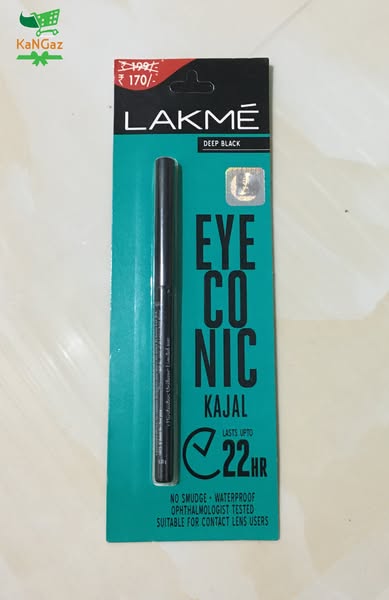 KaNGaz
₹ 199/-
₹ 170/-
LAKMÉ
DEEP BLACK
EYE
CO
NIC
KAJAL
LASTS UPTO
22HR
NO SMUDGE • WATERPROOF
OPHTHALMOLOGIST TESTED
SUITABLE FOR CONTACT LENS USERS